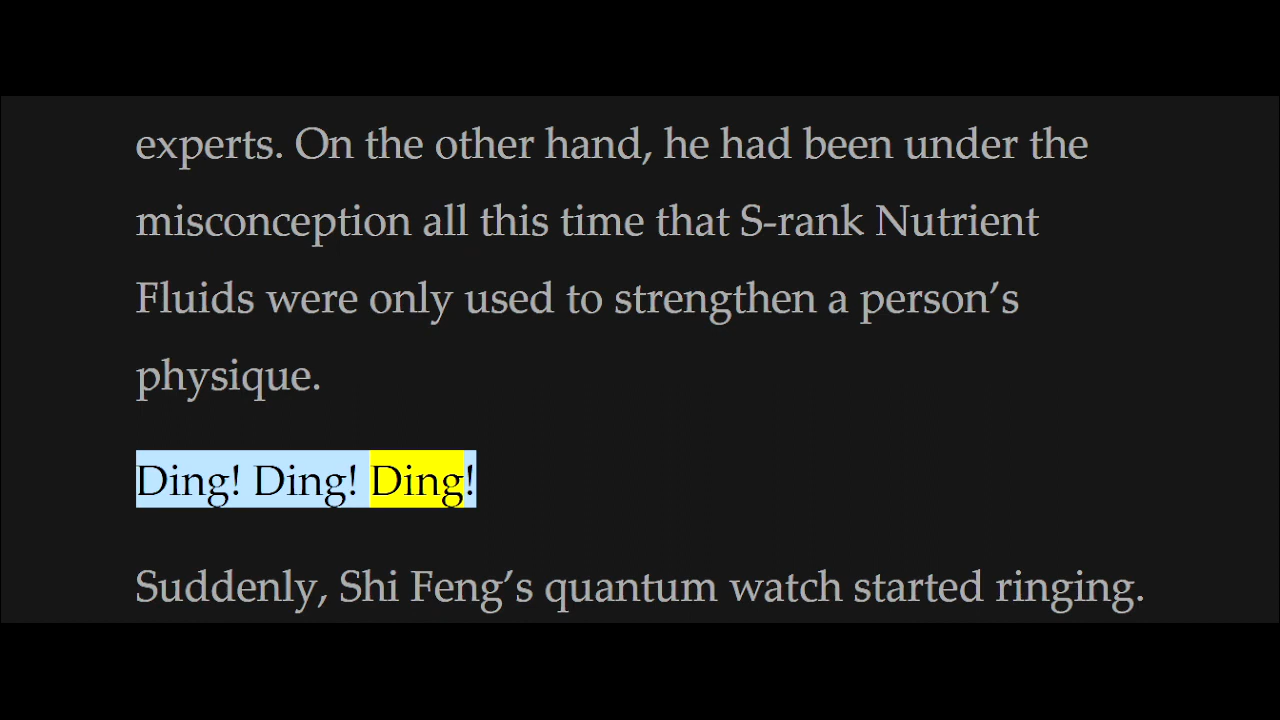 experts. On the other hand, he had been under the
misconception all this time that S-rank Nutrient
Fluids were only used to strengthen a person’s
physique.
Ding! Ding! Ding!
Suddenly, Shi Feng’s quantum watch started ringing.